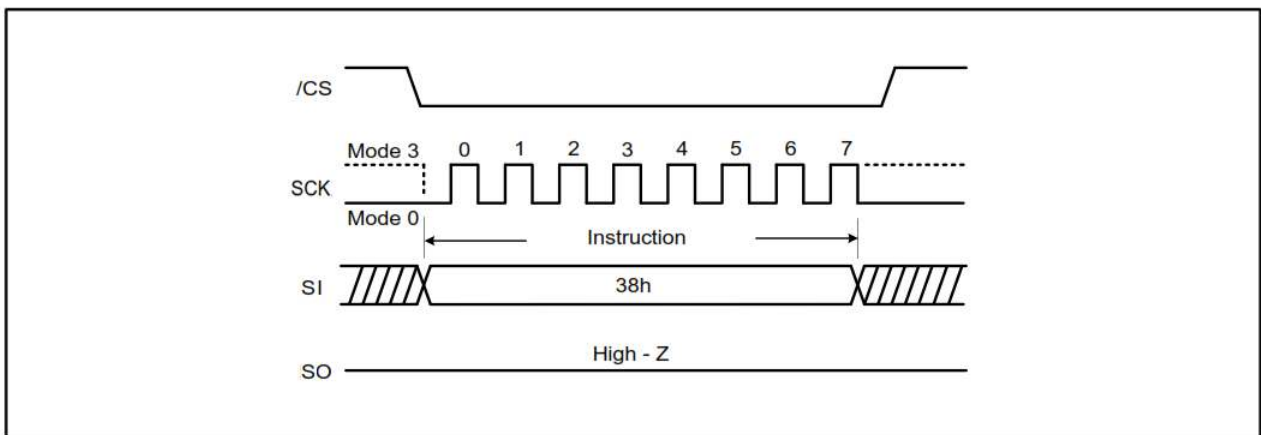 /CS
Mode 3 0 1 2 3 4 5 6 7
SCK
Mode 0
Instruction
SI 38h
High - Z
SO